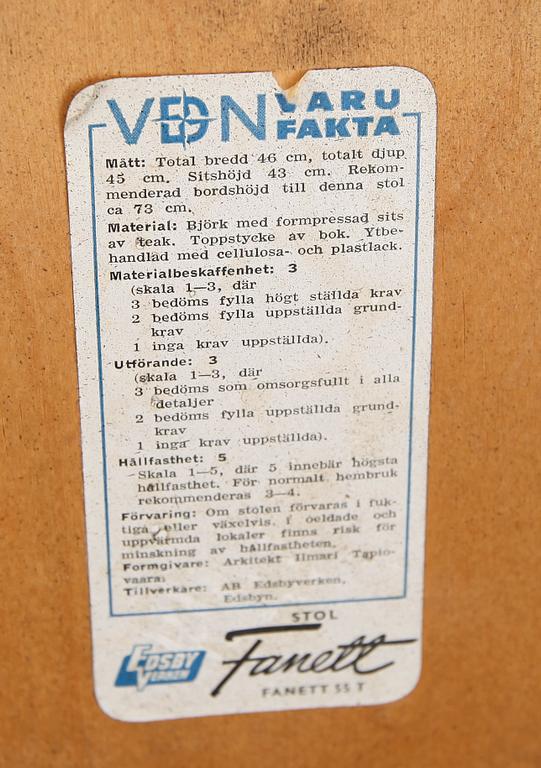 VDN VARU
FAKTA
Mått: Total bredd 46 cm, totalt djup
45 cm. Sitshöjd 43 cm. Rekom-
menderad bordshöjd till denna stol
ca 73 cm.
Material: Björk med formpressad sits
av teak. Toppstycke av bok. Ytbe-
handlad med cellulosa- och plastlack.
Materialbeskaffenhet: 3
(skala 1—3, där
3 bedöms fylla högt ställda krav
2 bedöms fylla uppställda grund-
krav
1 inga krav uppställda).
Utförande: 3
(skala 1—3, där
3 bedöms som omsorgsfullt i alla
detaljer
2 bedöms fylla uppställda grund-
krav
1 inga krav uppställda).
Hållfasthet: 5
Skala 1—5, där 5 innebär högsta
hållfasthet. För normalt hembruk
rekommenderas 3—4.
Förvaring: Om stolen förvaras i fuk-
tiga eller växelvis i oeldade och
uppvärmda lokaler finns risk för
minskning av hållfastheten.
Formgivare: Arkitekt Ilmari Tapio-
vaara.
Tillverkare: AB Edsbyverken,
Edsbyn.
STOL
EDSBY
VERKEN
Fanett
FANETT 55 T